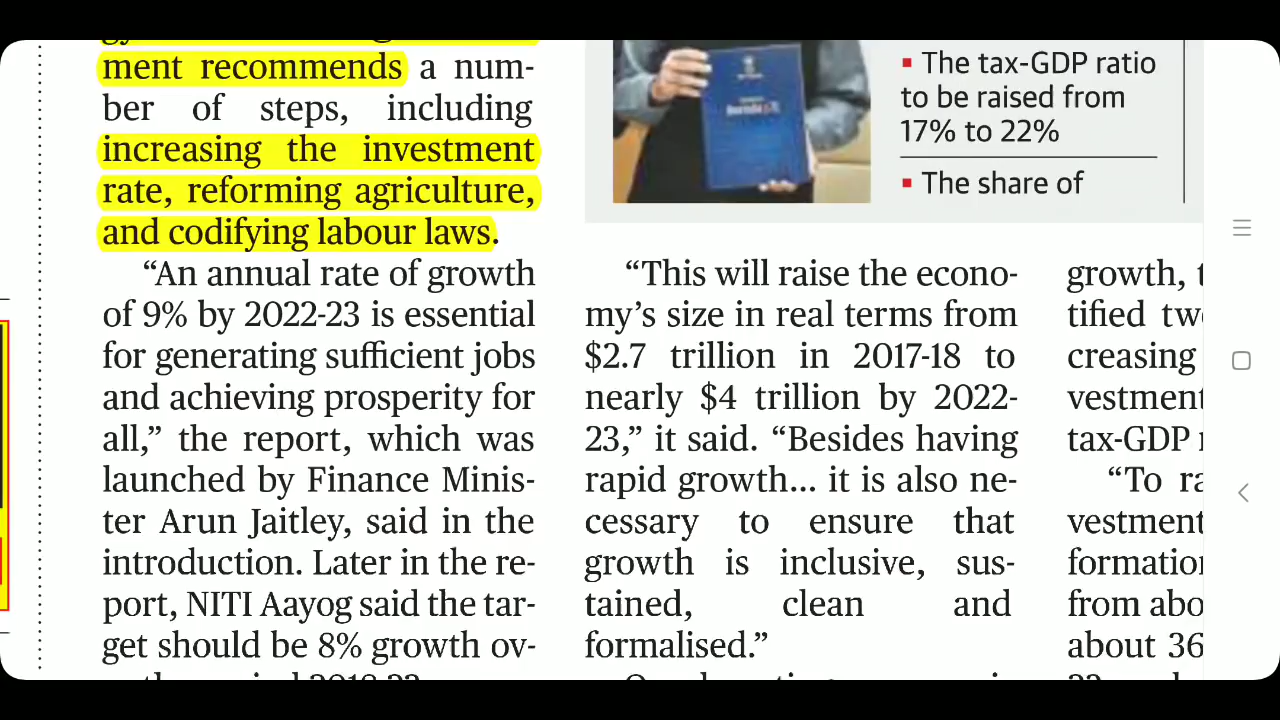 ment recommends a num-
ber of steps, including
increasing the investment
rate, reforming agriculture,
and codifying labour laws.
“An annual rate of growth
of 9% by 2022-23 is essential
for generating sufficient jobs
and achieving prosperity for
all,” the report, which was
launched by Finance Minis-
ter Arun Jaitley, said in the
introduction. Later in the re-
port, NITI Aayog said the tar-
get should be 8% growth ov-
▪ The tax-GDP ratio
to be raised from
17% to 22%
▪ The share of
“This will raise the econo-
my’s size in real terms from
$2.7 trillion in 2017-18 to
nearly $4 trillion by 2022-
23,” it said. “Besides having
rapid growth... it is also ne-
cessary to ensure that
growth is inclusive, sus-
tained, clean and
formalised.”
growth,
tified
creasing
vestment
tax-GDP
“To
vestment
from
about 36